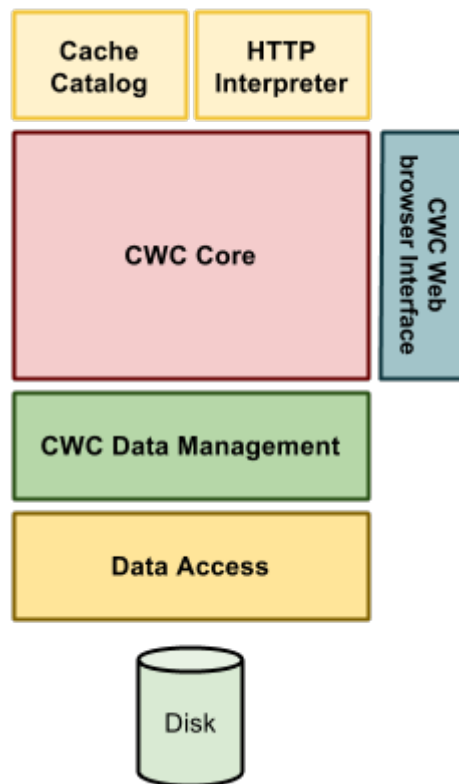 Cache
Catalog
HTTP
Interpreter
CWC Core
CWC Web
browser Interface
CWC Data Management
Data Access
Disk